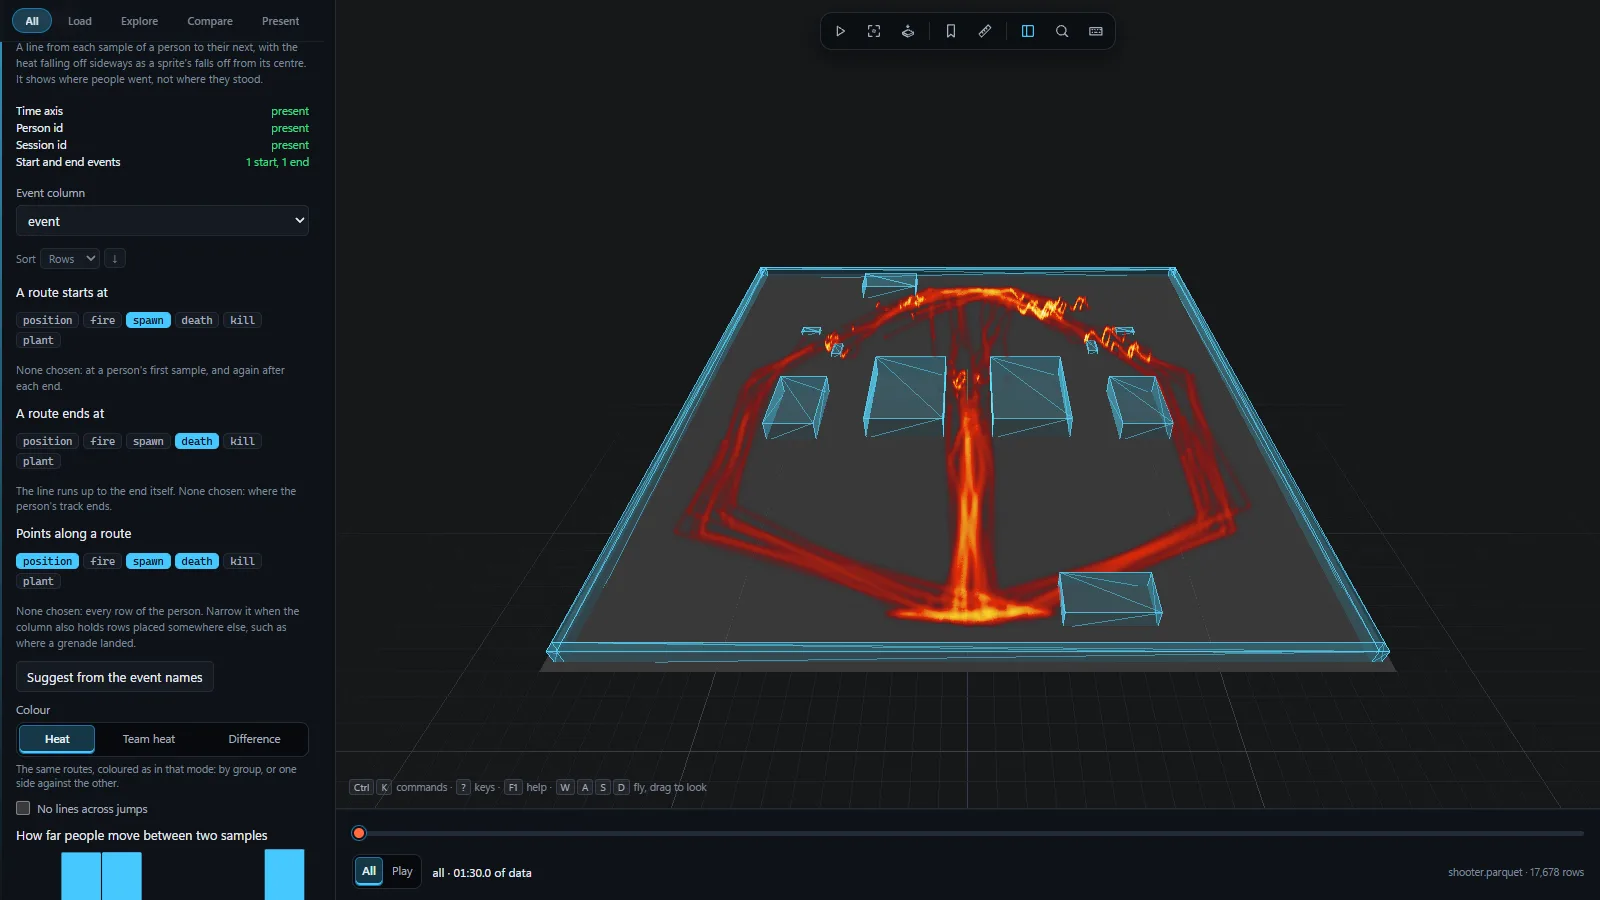 All Load Explore Compare Present
A line from each sample of a person to their next, with the
heat falling off sideways as a sprite's falls off from its centre.
It shows where people went, not where they stood.
Time axis present
Person id present
Session id present
Start and end events 1 start, 1 end
Event column
event
Sort Rows ↓
A route starts at
position fire spawn death kill
plant
None chosen: at a person's first sample, and again after
each end.
A route ends at
position fire spawn death kill
plant
The line runs up to the end itself. None chosen: where the
person's track ends.
Points along a route
position fire spawn death kill
plant
None chosen: every row of the person. Narrow it when the
column also holds rows placed somewhere else, such as
where a grenade landed.
Suggest from the event names
Colour
Heat Team heat Difference
The same routes, coloured as in that mode: by group, or one
side against the other.
No lines across jumps
How far people move between two samples
Ctrl K commands · ? keys · F1 help · W A S D fly, drag to look
All Play all · 01:30.0 of data
shooter.parquet · 17,678 rows